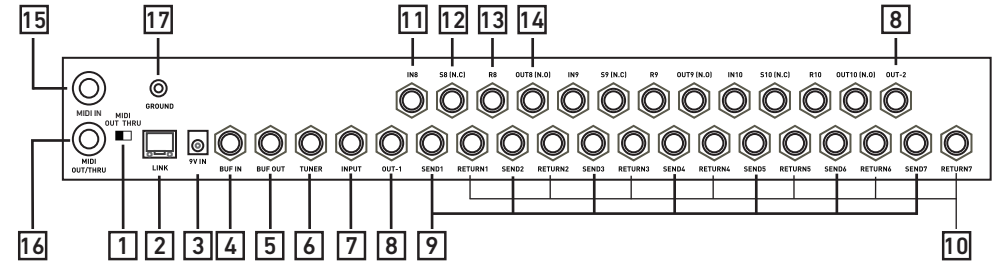 15
17
11
12
13
14
8
IN8
S8 (N.C)
R8
OUT8 (N.O)
IN9
S9 (N.C)
R9
OUT9 (N.O)
IN10
S10 (N.C)
R10
OUT10 (N.O)
OUT-2
MIDI IN
GROUND
MIDI
OUT THRU
MIDI
OUT/THRU
LINK
9V IN
BUF IN
BUF OUT
TUNER
INPUT
OUT-1
SEND1
RETURN1
SEND2
RETURN2
SEND3
RETURN3
SEND4
RETURN4
SEND5
RETURN5
SEND6
RETURN6
SEND7
RETURN7
16
1
2
3
4
5
6
7
8
9
10